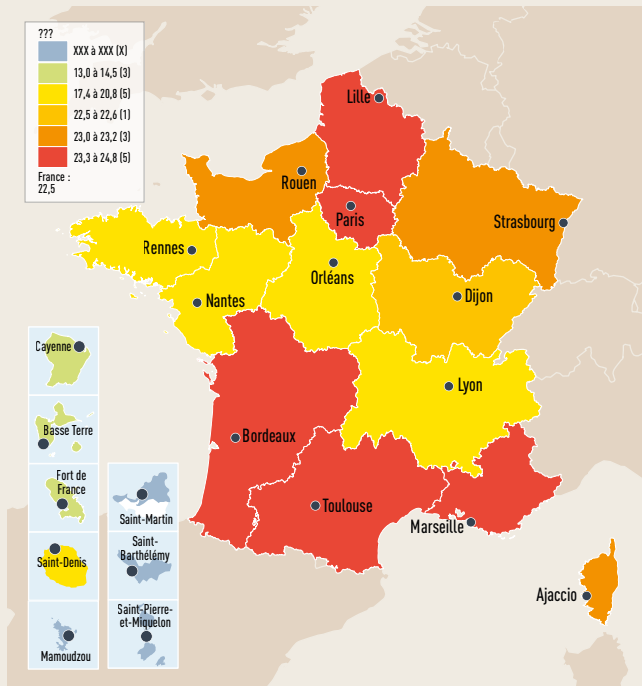 ???
XXX à XXX (X)
13,0 à 14,5 (3)
17,4 à 20,8 (5)
22,5 à 22,6 (1)
23,0 à 23,2 (3)
23,3 à 24,8 (5)
France :
22,5
Lille
Rouen
Paris
Strasbourg
Rennes
Orléans
Nantes
Dijon
Cayenne
Lyon
Basse Terre
Bordeaux
Fort de
France
Saint-Martin
Toulouse
Marseille
Saint-Denis
Saint-
Barthélémy
Ajaccio
Mamoudzou
Saint-Pierre-
et-Miquelon